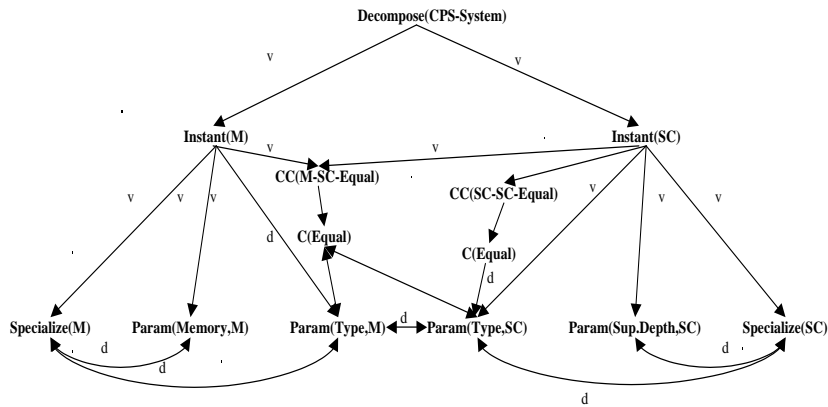 Decompose(CPS-System)
v
v
Instant(M)
Instant(SC)
v
v
CC(M-SC-Equal)
CC(SC-SC-Equal)
v
v
v
v
v
v
d
C(Equal)
C(Equal)
d
Specialize(M)
Param(Memory,M)
Param(Type,M)
d
Param(Type,SC)
Param(Sup.Depth,SC)
Specialize(SC)
d
d
d
d